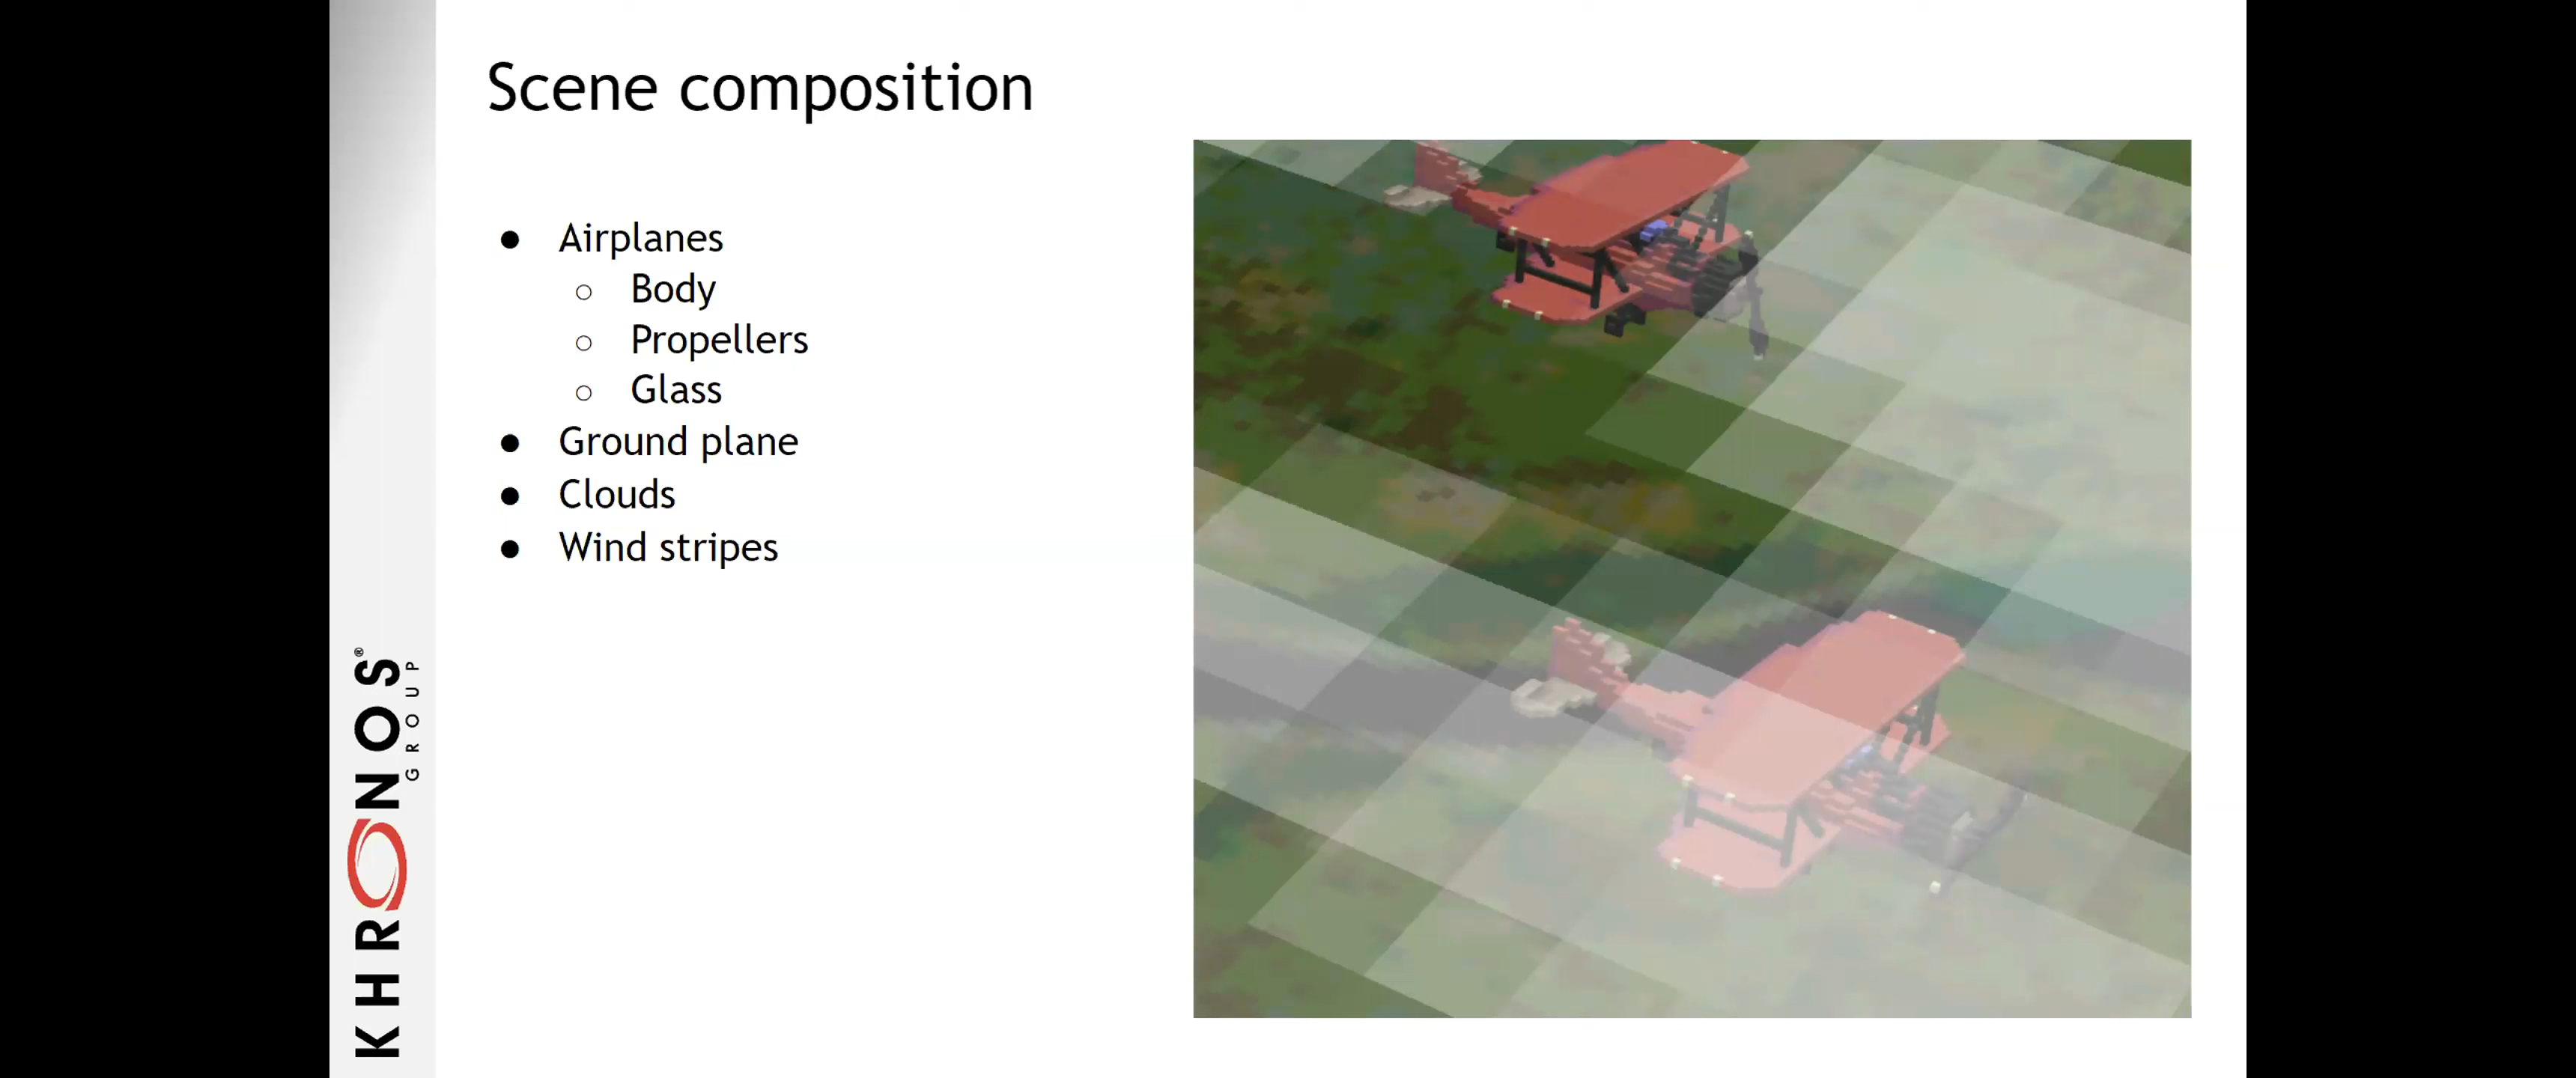 Scene composition
● Airplanes
○ Body
○ Propellers
○ Glass
● Ground plane
● Clouds
● Wind stripes
KHRONOS®
GROUP